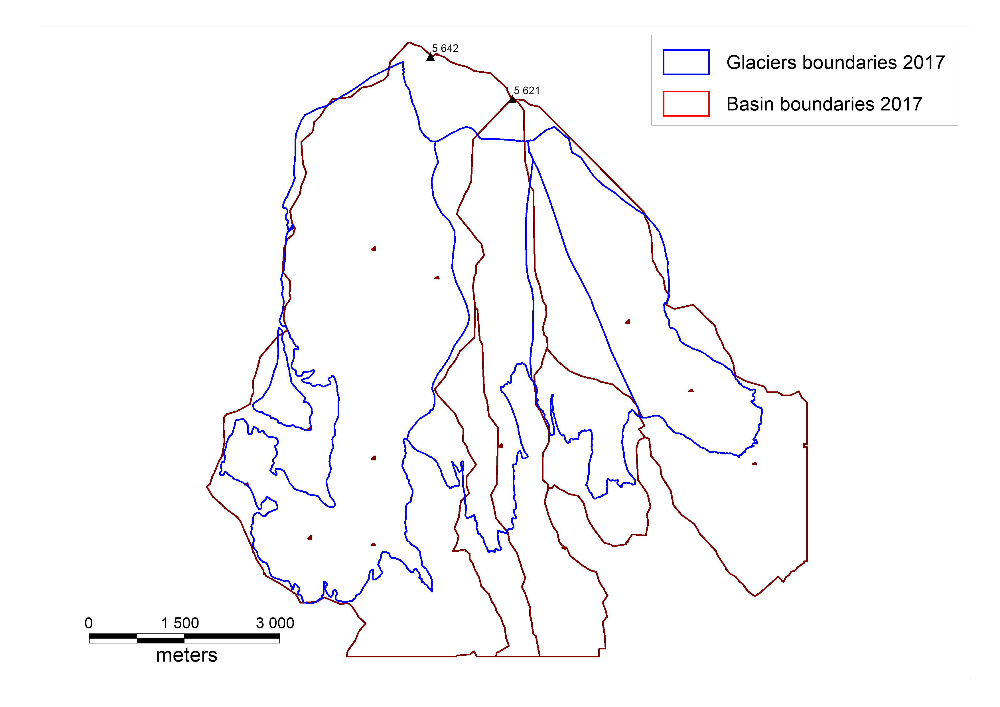 5 642
5 621
Glaciers boundaries 2017
Basin boundaries 2017
0 1 500 3 000
meters